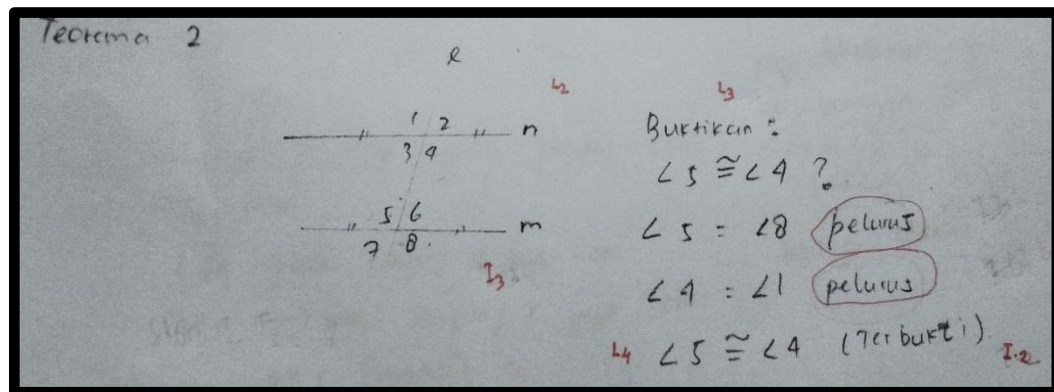 Teorema 2
l
L2
L3
1 2 n
3 4
5 6 m
7 8
I3
Buktikan :
∠5 ≅ ∠4 ?
∠5 = ∠8 pelurus
∠4 = ∠1 pelurus
L4 ∠5 ≅ ∠4 (Terbukti) I.2